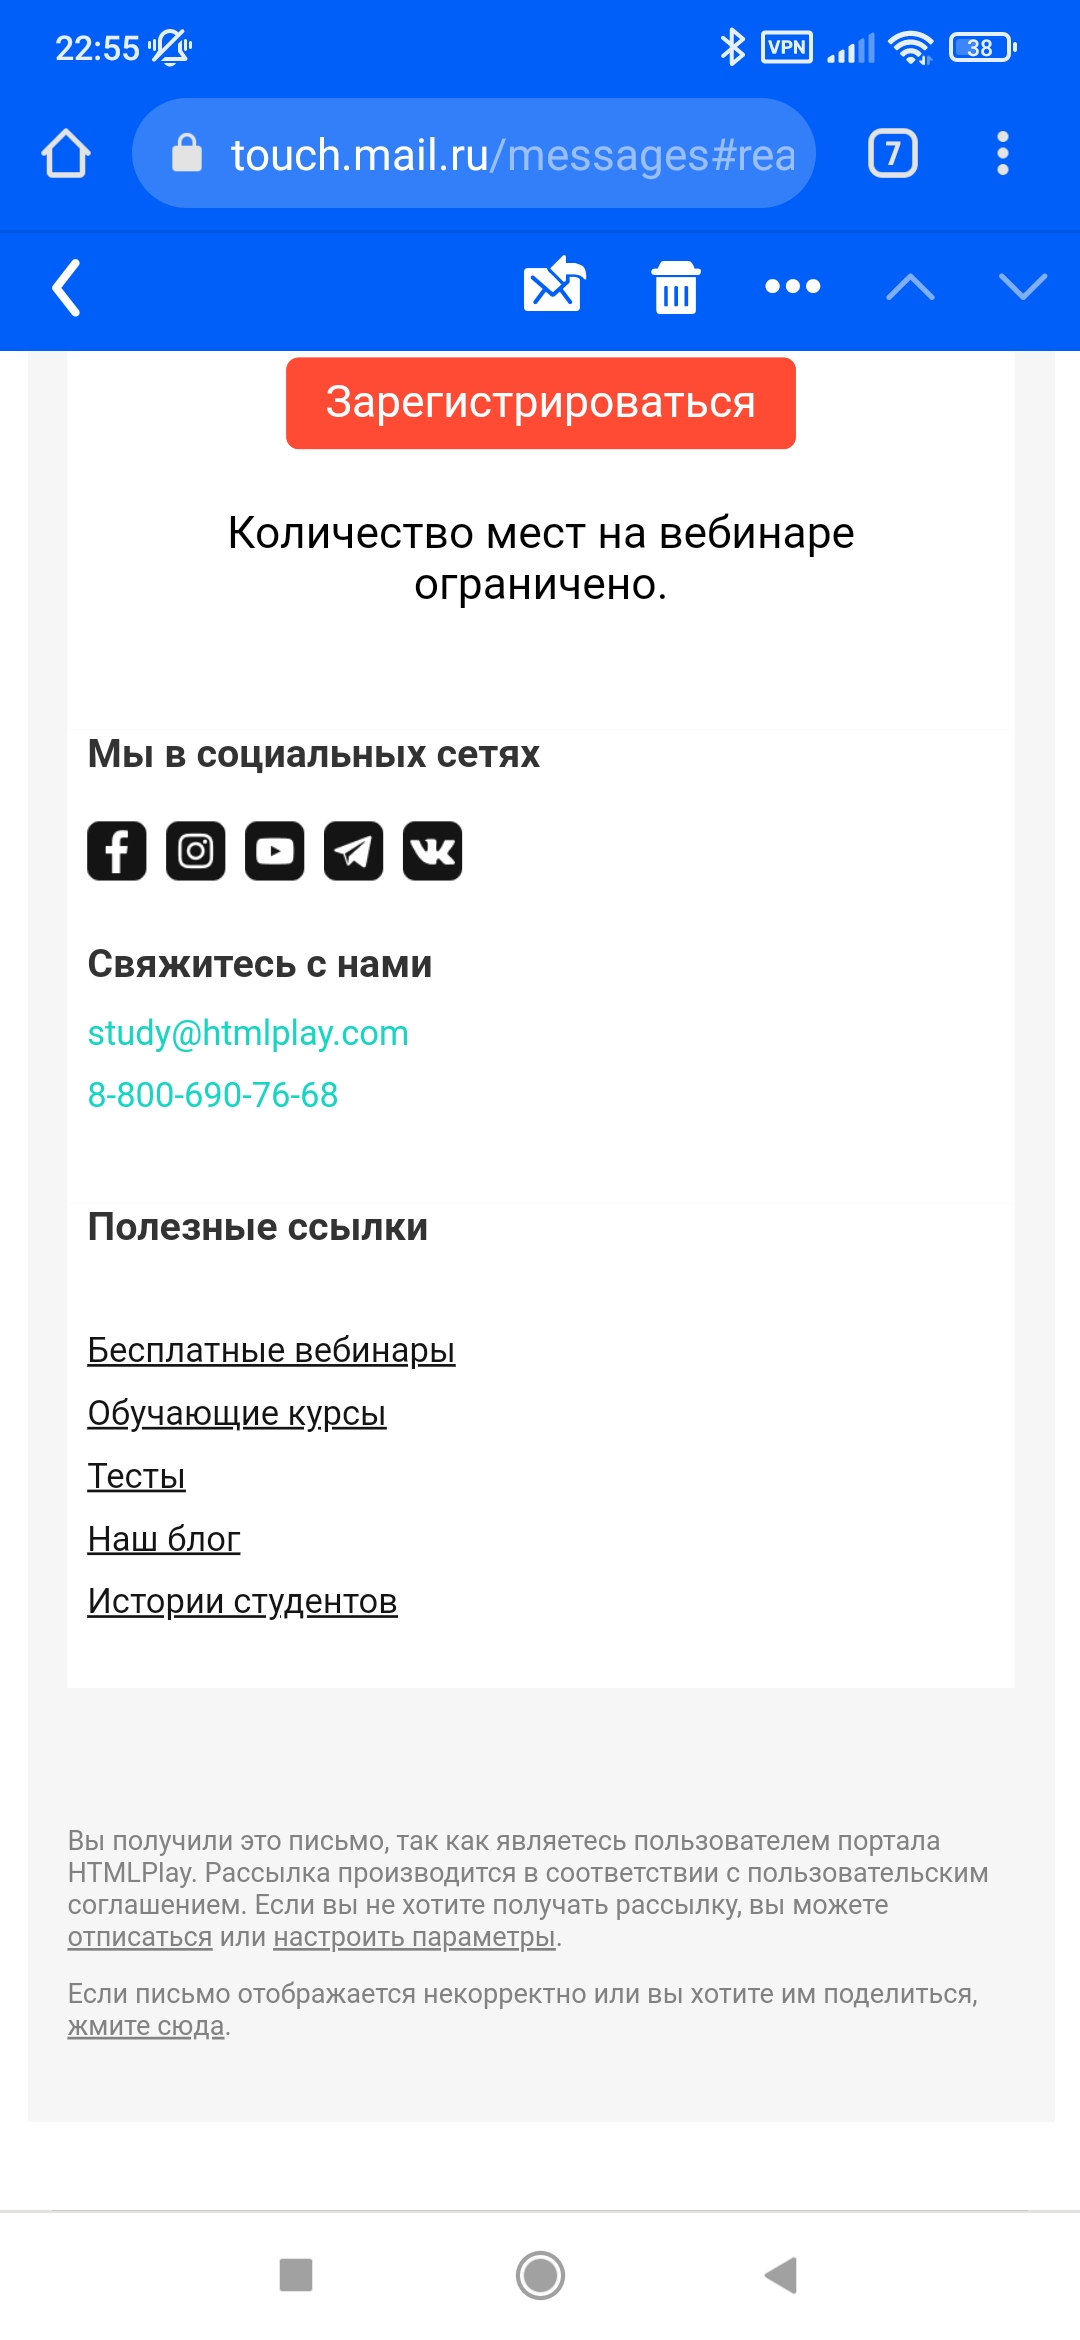 22:55
VPN
38
touch.mail.ru/messages#rea
7
Зарегистрироваться
Количество мест на вебинаре
ограничено.
Мы в социальных сетях
Свяжитесь с нами
study@htmlplay.com
8-800-690-76-68
Полезные ссылки
Бесплатные вебинары
Обучающие курсы
Тесты
Наш блог
Истории студентов
Вы получили это письмо, так как являетесь пользователем портала
HTMLPlay. Рассылка производится в соответствии с пользовательским
соглашением. Если вы не хотите получать рассылку, вы можете
отписаться или настроить параметры.
Если письмо отображается некорректно или вы хотите им поделиться,
жмите сюда.